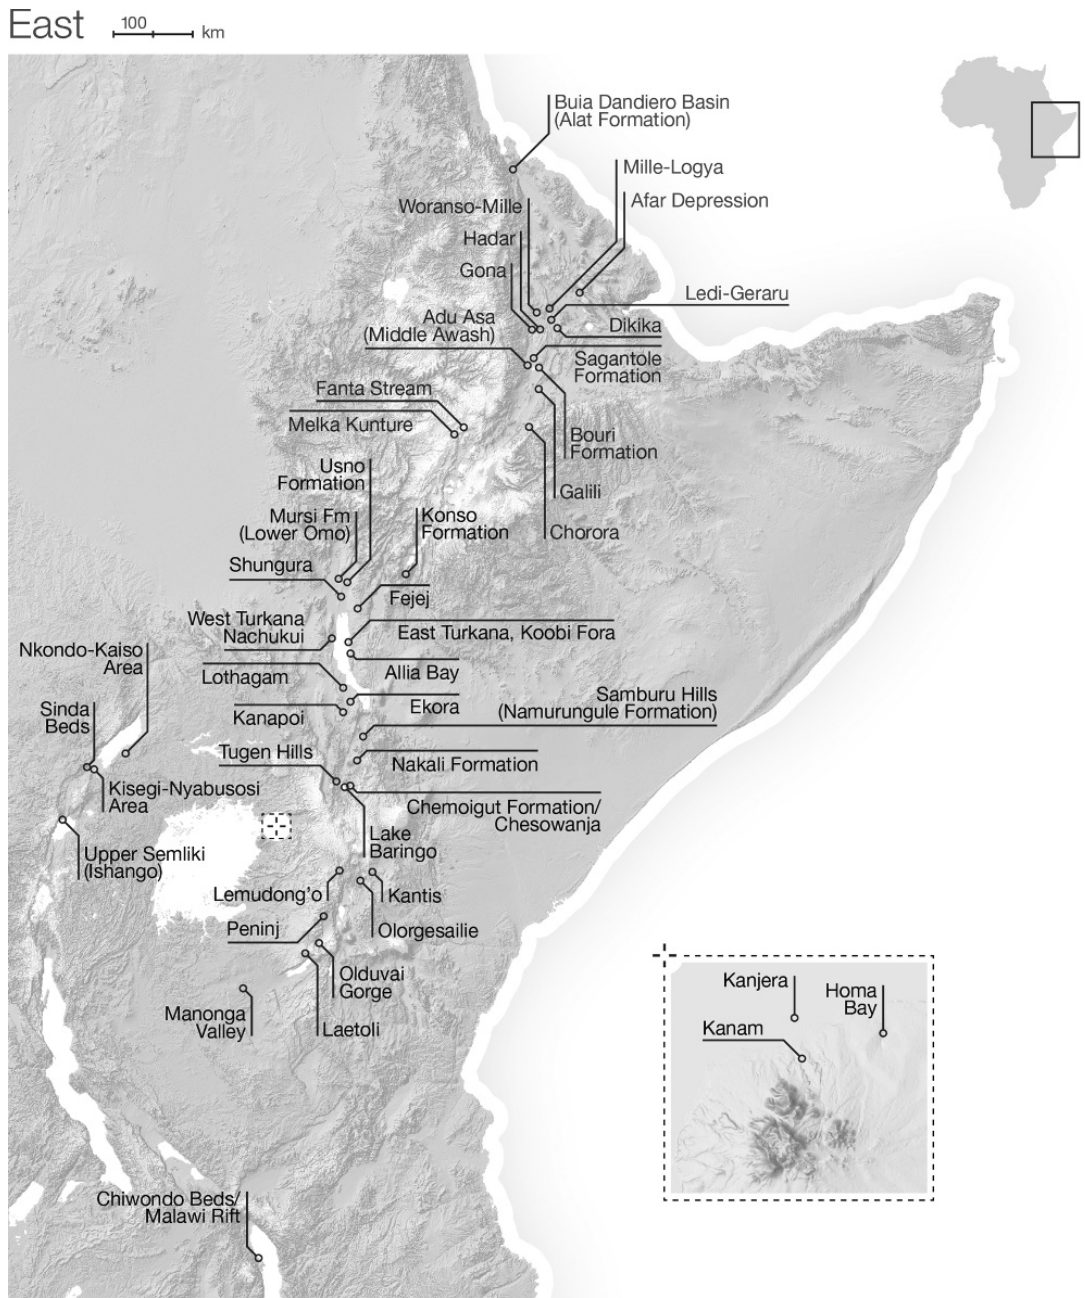 East
100
km
Buia Dandiero Basin
(Alat Formation)
Mille-Logya
Afar Depression
Woranso-Mille
Hadar
Gona
Ledi-Geraru
Adu Asa
(Middle Awash)
Dikika
Sagantole
Formation
Fanta Stream
Melka Kunture
Bouri
Formation
Usno
Formation
Galili
Mursi Fm
(Lower Omo)
Konso
Formation
Chorora
Shungura
Fejej
West Turkana
Nachukui
East Turkana, Koobi Fora
Nkondo-Kaiso
Area
Lothagam
Allia Bay
Samburu Hills
(Namurungule Formation)
Sinda
Beds
Kanapoi
Ekora
Tugen Hills
Nakali Formation
Kisegi-Nyabusosi
Area
Chemoigut Formation/
Chesowanja
Lake
Baringo
Upper Semliki
(Ishango)
Lemudong'o
Kantis
Peninj
Olorgesailie
Olduvai
Gorge
Manonga
Valley
Laetoli
Kanjera
Homa
Bay
Kanam
Chiwondo Beds/
Malawi Rift